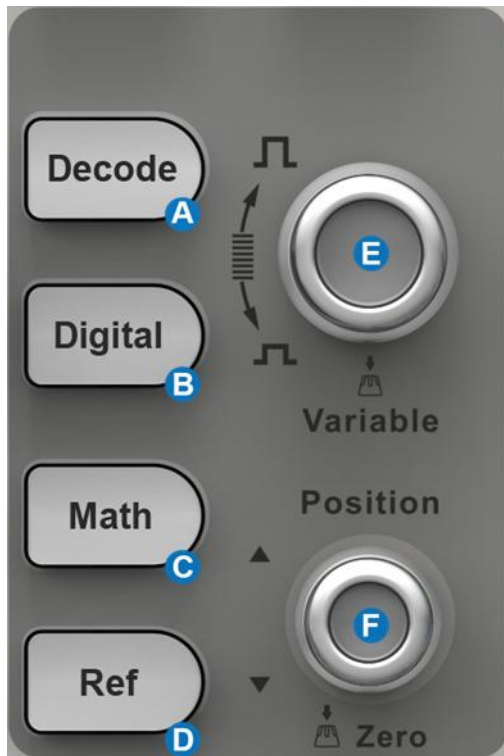 Decode
A
E
Digital
B
Variable
Math
C
Position
F
Ref
D
Zero